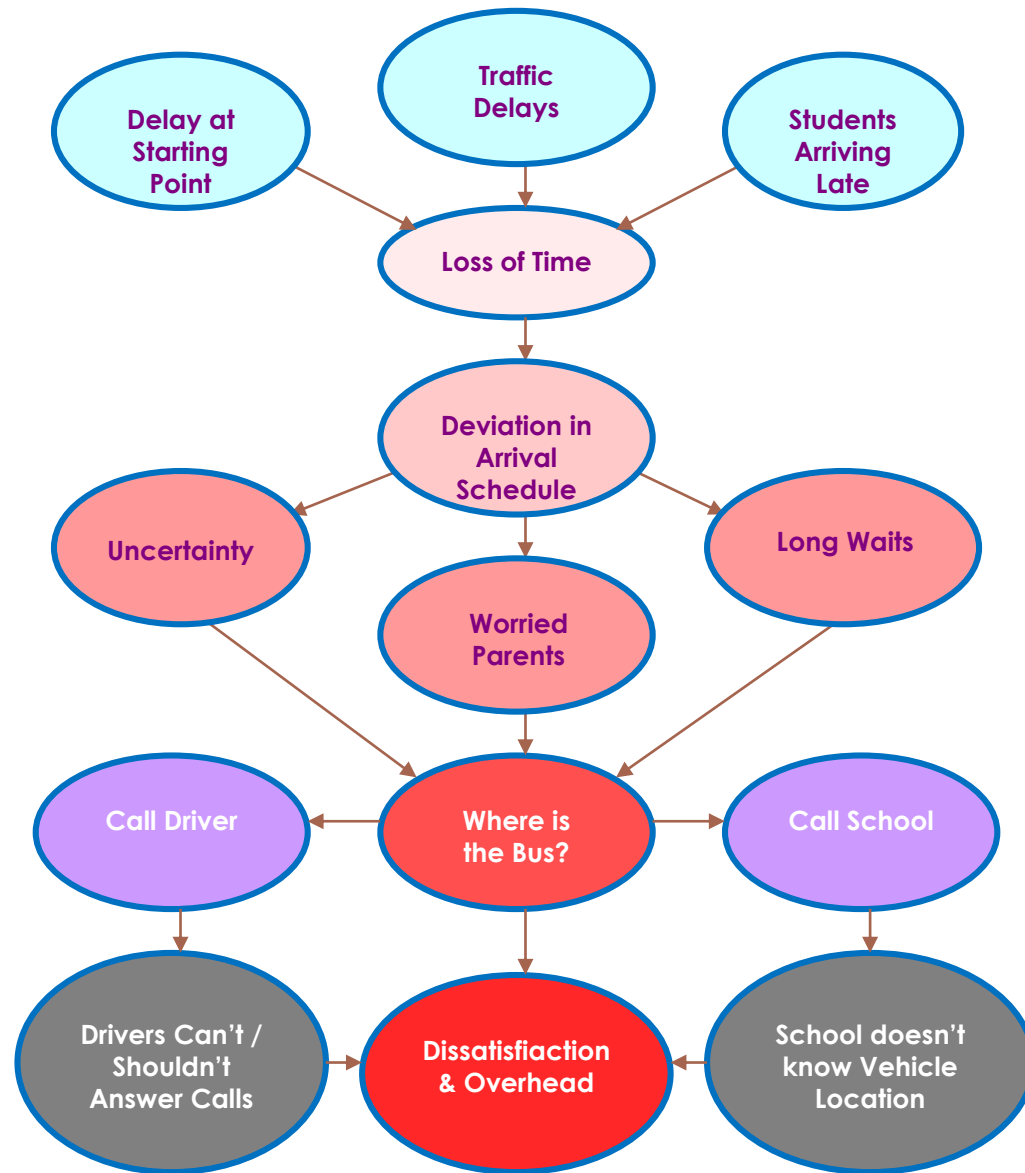 Traffic
Delays
Delay at
Starting
Point
Students
Arriving
Late
Loss of Time
Deviation in
Arrival
Schedule
Uncertainty
Long Waits
Worried
Parents
Call Driver
Where is
the Bus?
Call School
Drivers Can’t /
Shouldn’t
Answer Calls
Dissatisfiaction
& Overhead
School doesn’t
know Vehicle
Location